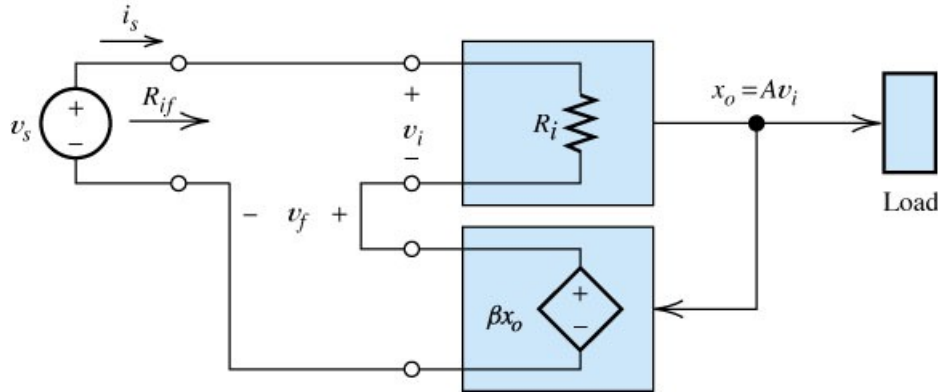 i_s
R_if
+
v_s
−
+
v_i
−
R_i
x_o = Av_i
Load
− v_f +
βx_o
+
−